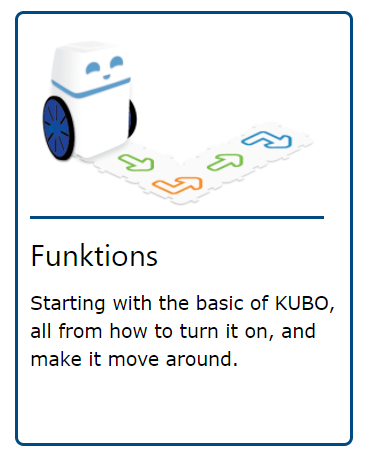 Funktions
Starting with the basic of KUBO,
all from how to turn it on, and
make it move around.